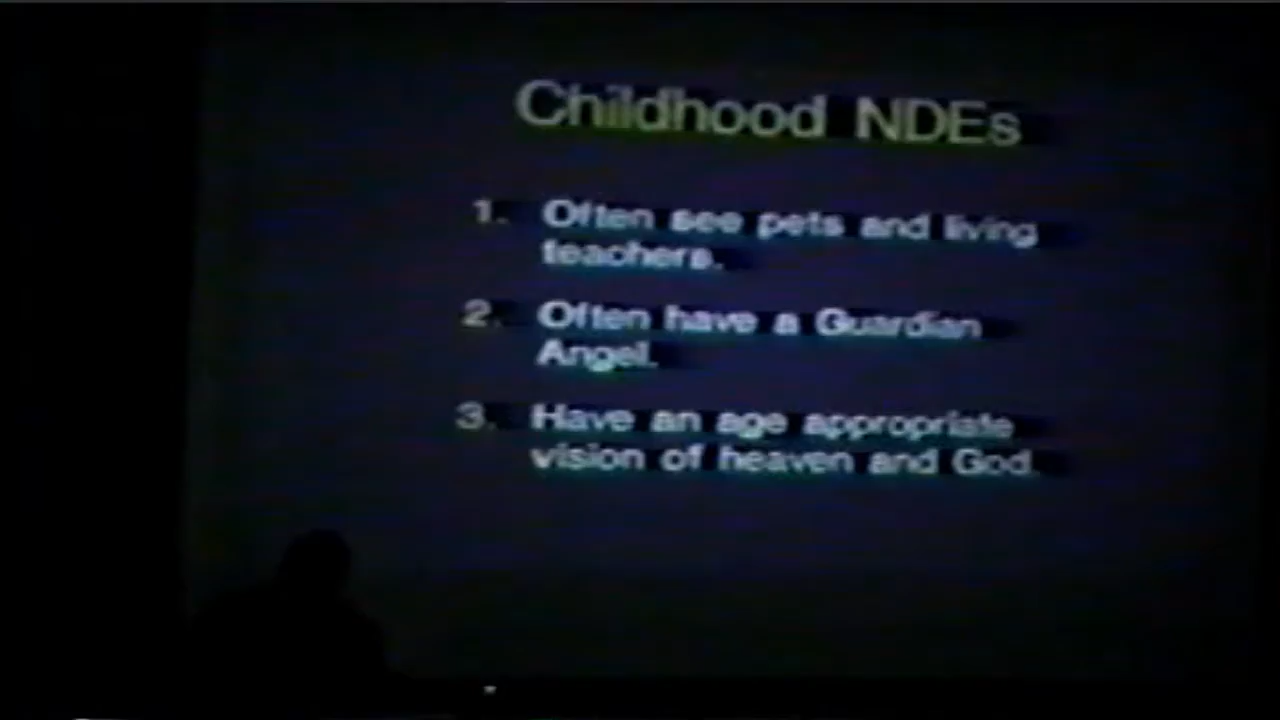 Childhood NDEs
1. Often see pets and living
teachers.
2. Often have a Guardian
Angel.
3. Have an age appropriate
vision of heaven and God.